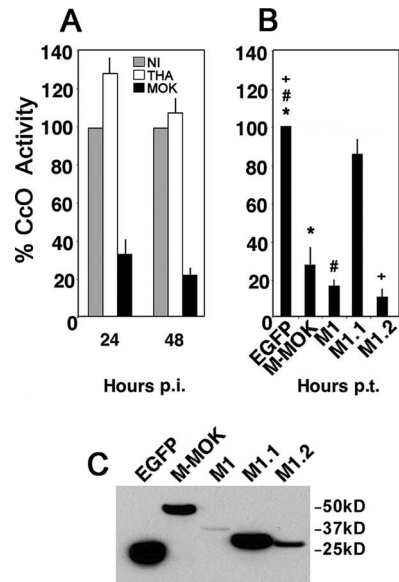 A
140
120
100
80
60
40
20
0
% CcO Activity
NI
THA
MOK
24 48
Hours p.i.
B
140
120
100
80
60
40
20
0
+
#
*
*
#
+
EGFP M-MOK M1 M1.1 M1.2
Hours p.t.
C
EGFP M-MOK M1 M1.1 M1.2
-50kD
-37kD
-25kD